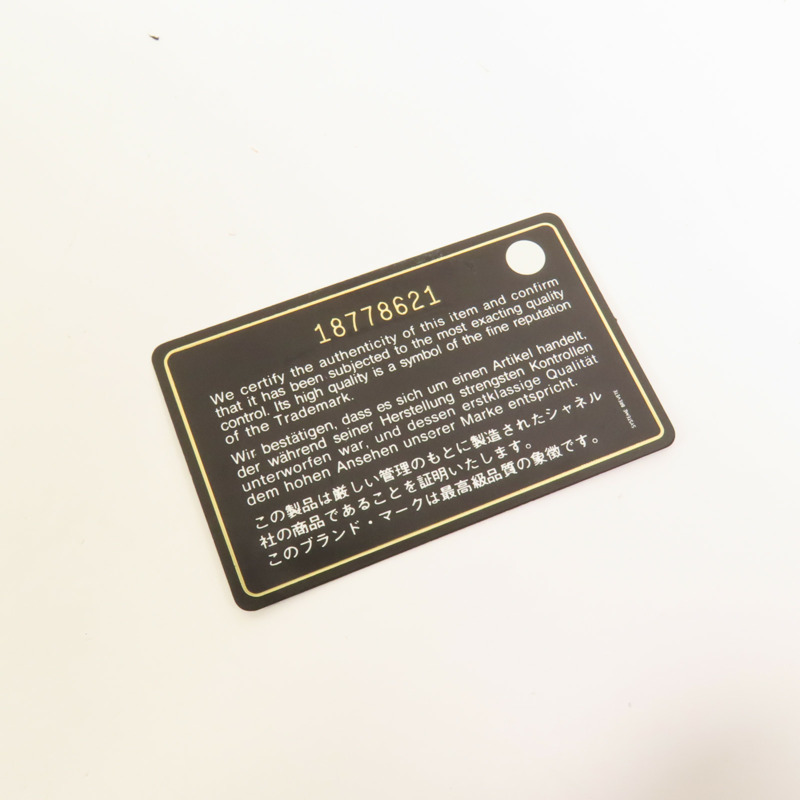 18778621
We certify the authenticity of this item and confirm
that it has been subjected to the most exacting quality
control. Its high quality is a symbol of the fine reputation
of the Trademark.
Wir bestätigen, dass es sich um einen Artikel handelt,
der während seiner Herstellung strengsten Kontrollen
unterworfen war, und dessen erstklassige Qualität
dem hohen Ansehen unserer Marke entspricht.
この製品は厳しい管理のもとに製造されたシャネル
社の商品であることを証明いたします。
このブランド・マークは最高級品質の象徴です。